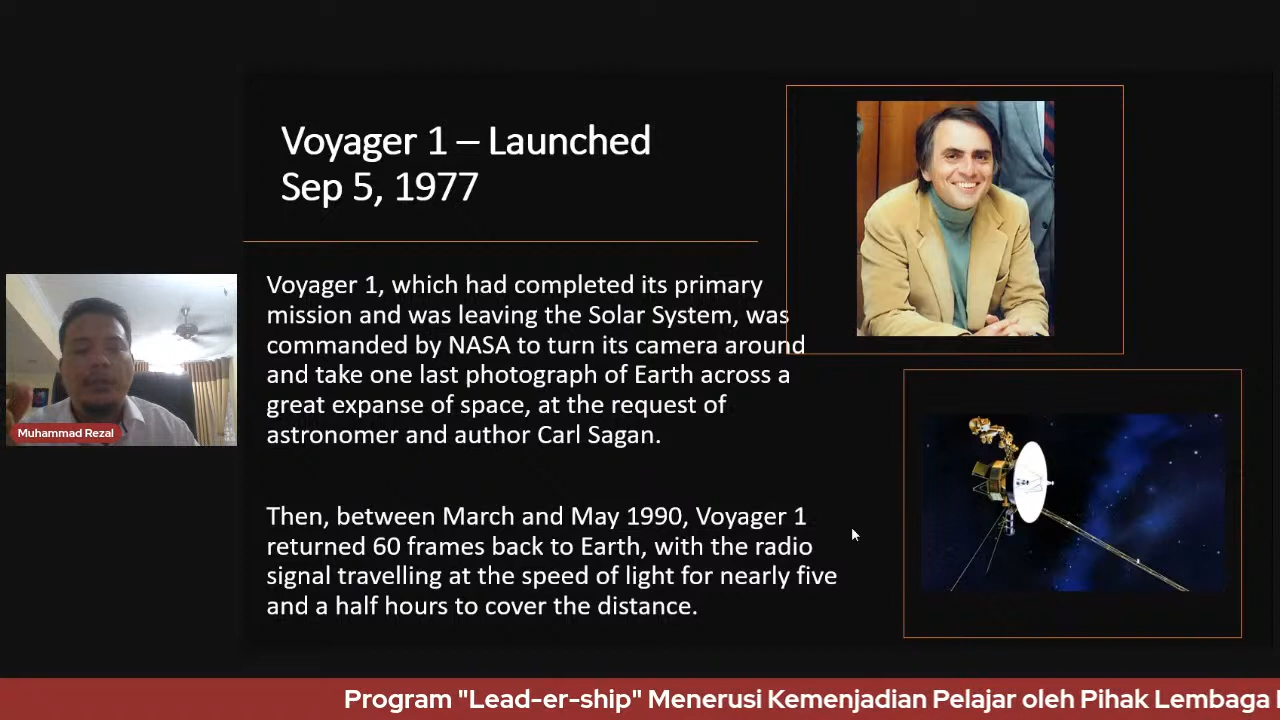 Voyager 1 – Launched
Sep 5, 1977
Voyager 1, which had completed its primary
mission and was leaving the Solar System, was
commanded by NASA to turn its camera around
and take one last photograph of Earth across a
great expanse of space, at the request of
astronomer and author Carl Sagan.
Then, between March and May 1990, Voyager 1
returned 60 frames back to Earth, with the radio
signal travelling at the speed of light for nearly five
and a half hours to cover the distance.
Muhammad Rezal
Program "Lead-er-ship" Menerusi Kemenjadian Pelajar oleh Pihak Lembaga